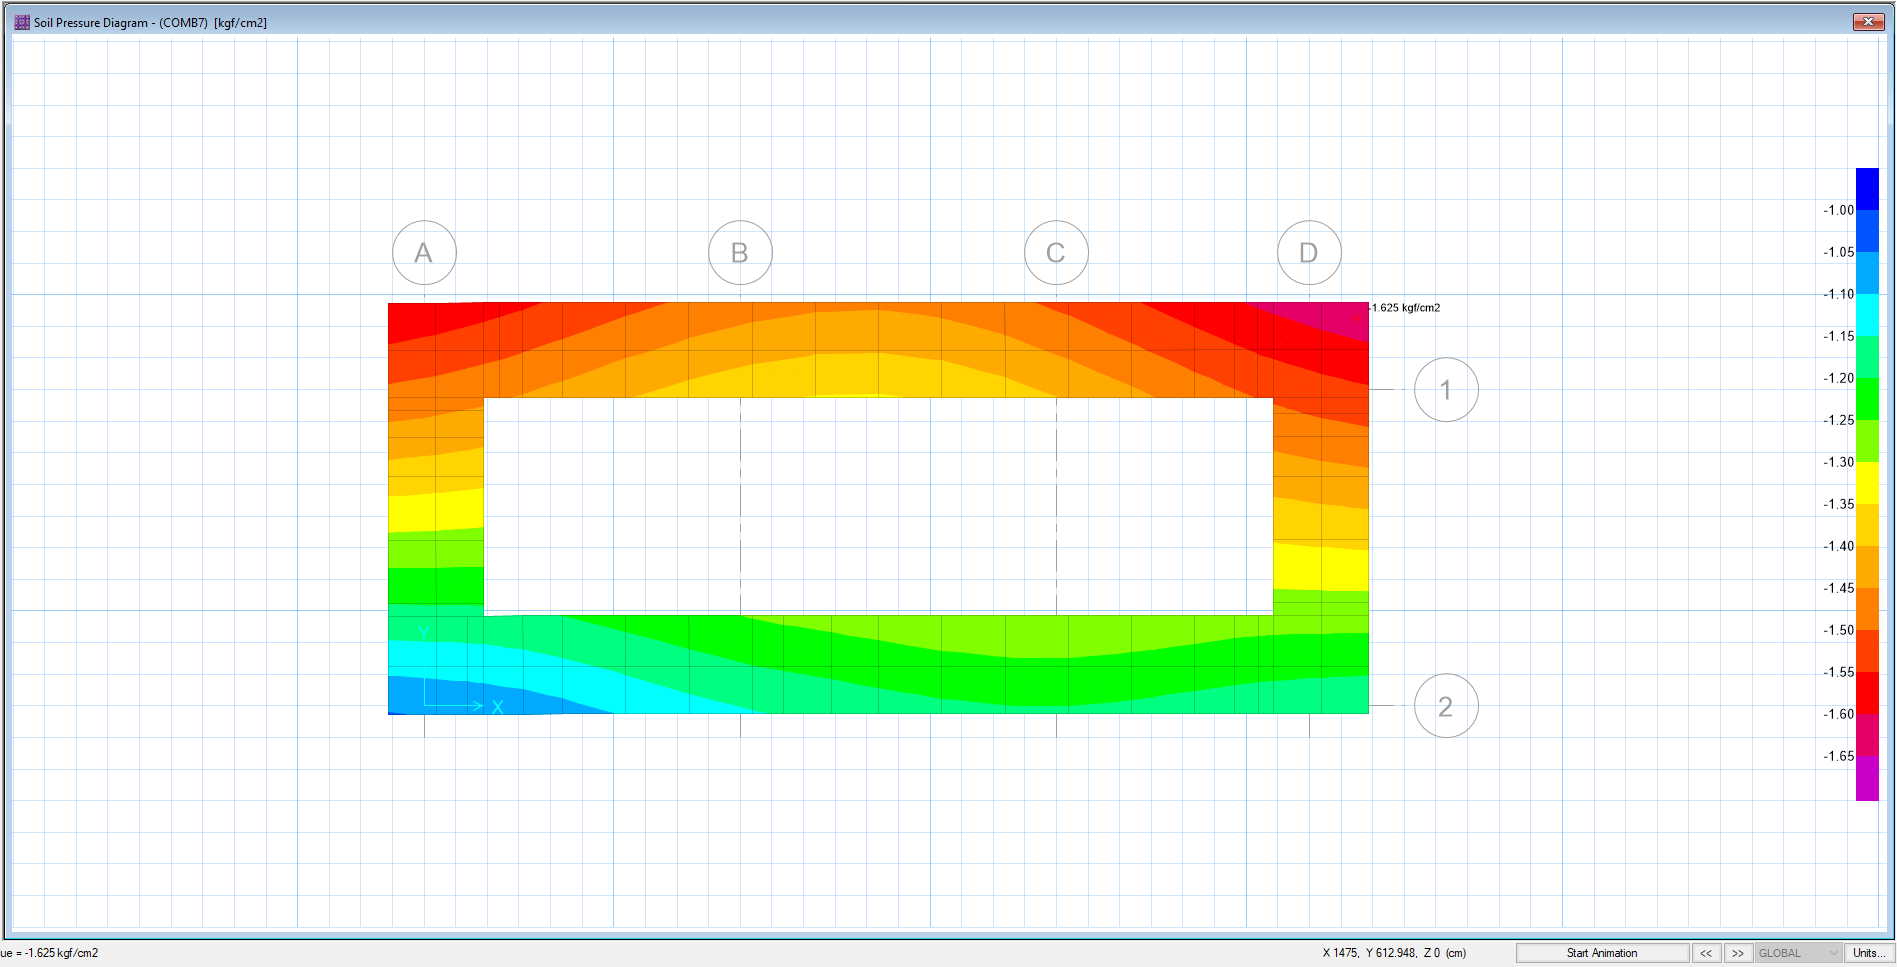 Soil Pressure Diagram - (COMB7) [kgf/cm2]
A
B
C
D
-1.625 kgf/cm2
1
2
Y
X
-1.00
-1.05
-1.10
-1.15
-1.20
-1.25
-1.30
-1.35
-1.40
-1.45
-1.50
-1.55
-1.60
-1.65
ue = -1.625 kgf/cm2
X 1475, Y 612.948, Z 0 (cm)
Start Animation
<<
>>
GLOBAL
Units...